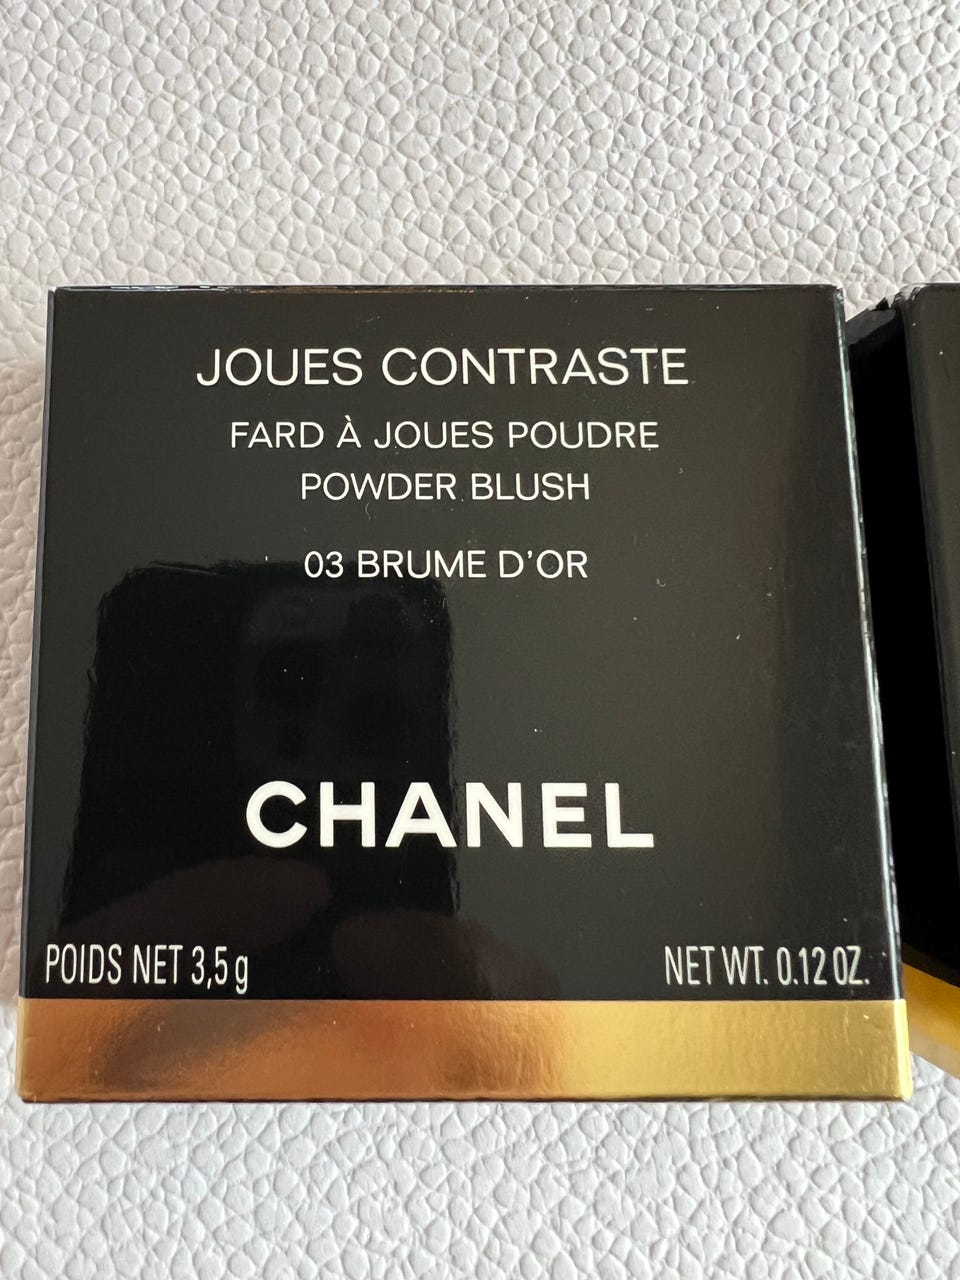 JOUES CONTRASTE
FARD À JOUES POUDRE
POWDER BLUSH
03 BRUME D'OR
CHANEL
POIDS NET 3,5 g
NET WT. 0.12 OZ.